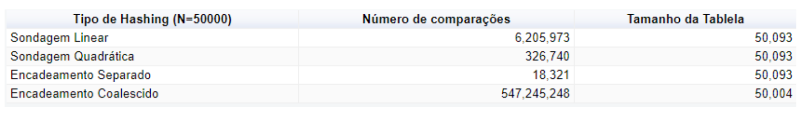 Tipo de Hashing (N=50000) Número de comparações Tamanho da Tablela
Sondagem Linear 6,205,973 50,093
Sondagem Quadrática 326,740 50,093
Encadeamento Separado 18,321 50,093
Encadeamento Coalescido 547,245,248 50,004